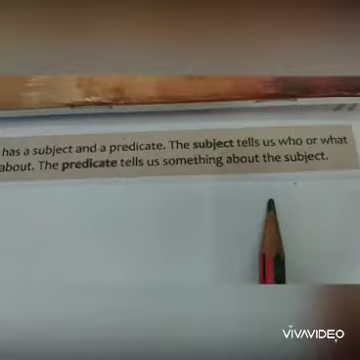 has a subject and a predicate. The subject tells us who or what
about. The predicate tells us something about the subject.
VIVAVIDEO